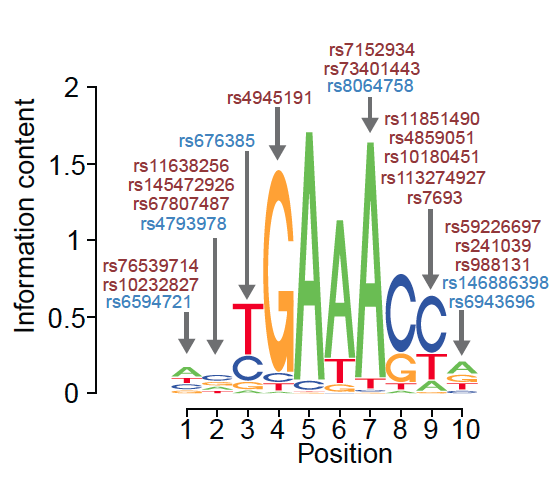 rs7152934
rs73401443
rs8064758
rs4945191
rs676385
rs11638256
rs145472926
rs67807487
rs4793978
rs76539714
rs10232827
rs6594721
rs11851490
rs4859051
rs10180451
rs113274927
rs7693
rs59226697
rs241039
rs988131
rs146886398
rs6943696
Information content
2
1.5
1
0.5
0
T
C
G
A
A
A
C
G
C
T
1 2 3 4 5 6 7 8 9 10
Position